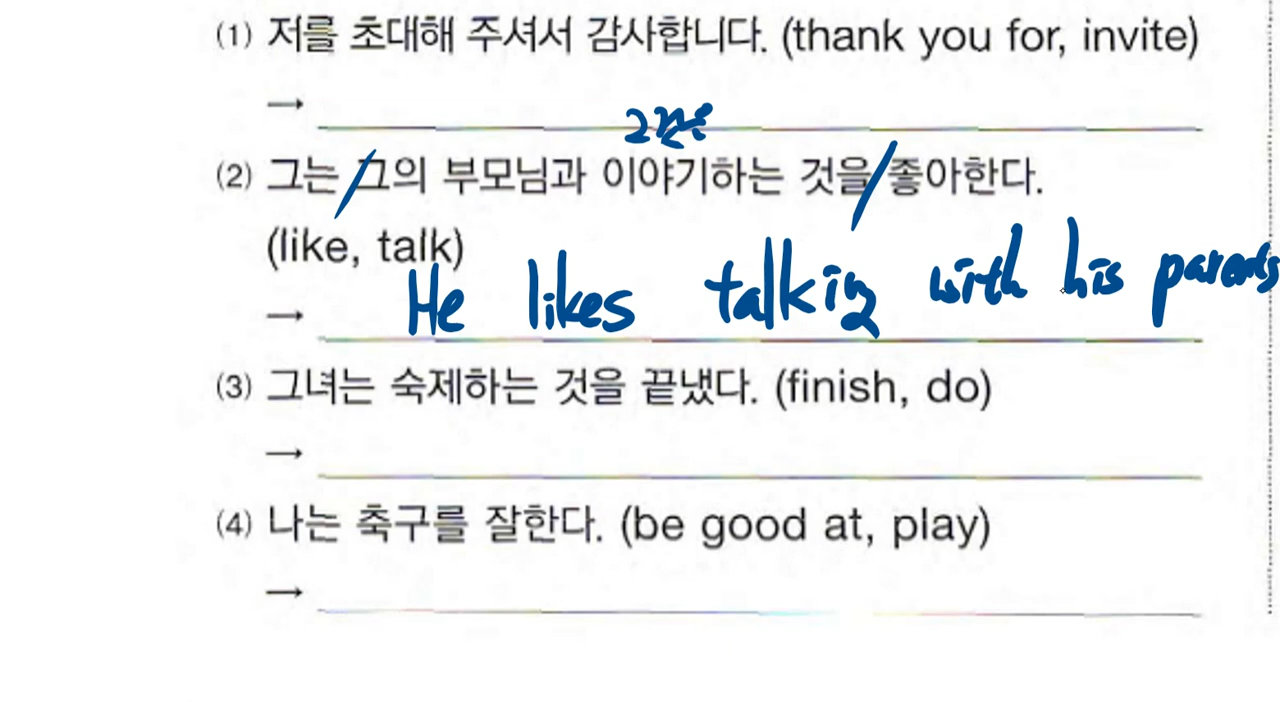 (1) 저를 초대해 주셔서 감사합니다. (thank you for, invite)
→
(2) 그는 그의 부모님과 이야기하는 것을 좋아한다.
(like, talk)
He likes talking with his parents
→
(3) 그녀는 숙제하는 것을 끝냈다. (finish, do)
→
(4) 나는 축구를 잘한다. (be good at, play)
→